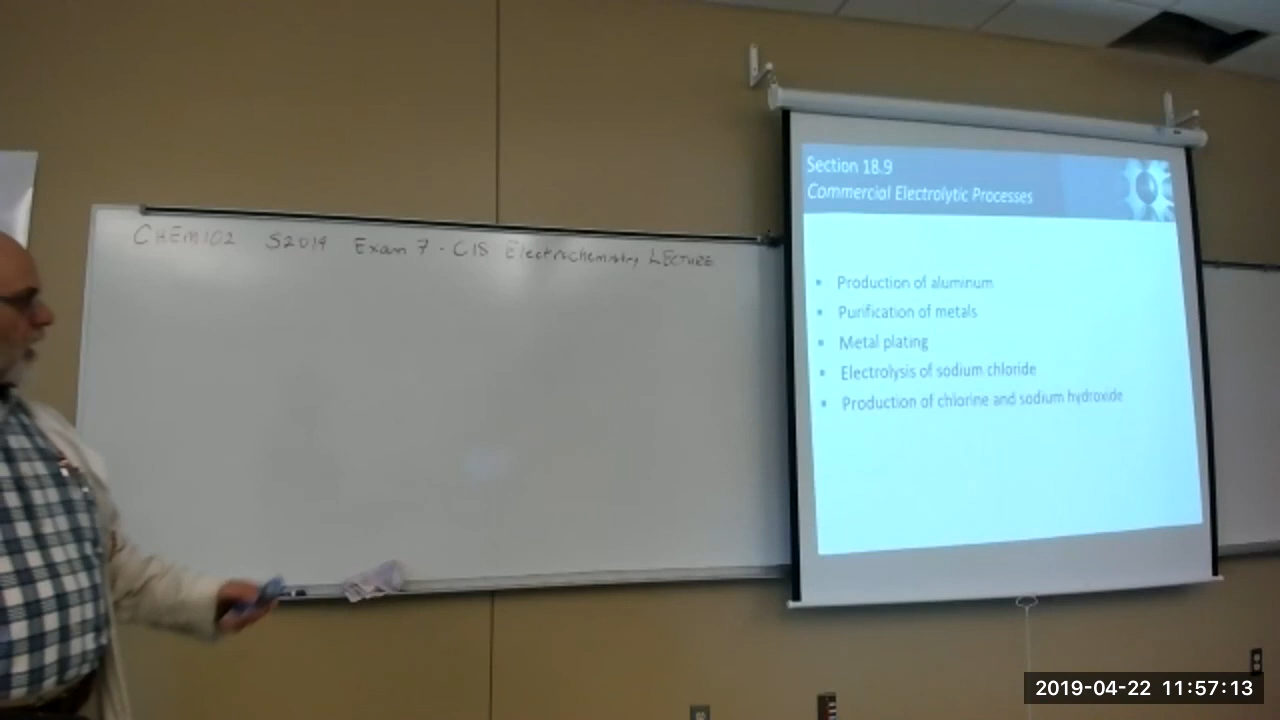 CHEM102 S2019 Exam 7 - C18 Electrochemistry LECTURE
Section 18.9
Commercial Electrolytic Processes
• Production of aluminum
• Purification of metals
• Metal plating
• Electrolysis of sodium chloride
• Production of chlorine and sodium hydroxide
2019-04-22 11:57:13